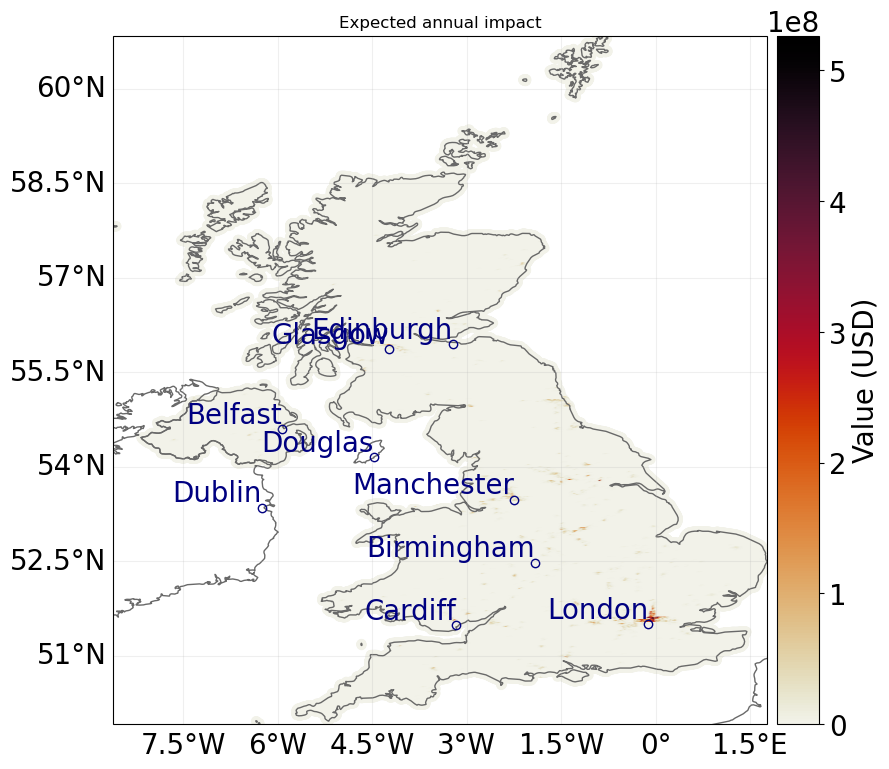 Expected annual impact
1e8
60°N
58.5°N
57°N
55.5°N
54°N
52.5°N
51°N
Edinburgh
Glasgow
Belfast
Douglas
Dublin
Manchester
Birmingham
Cardiff
London
7.5°W
6°W
4.5°W
3°W
1.5°W
0°
1.5°E
5
4
3
2
1
0
Value (USD)